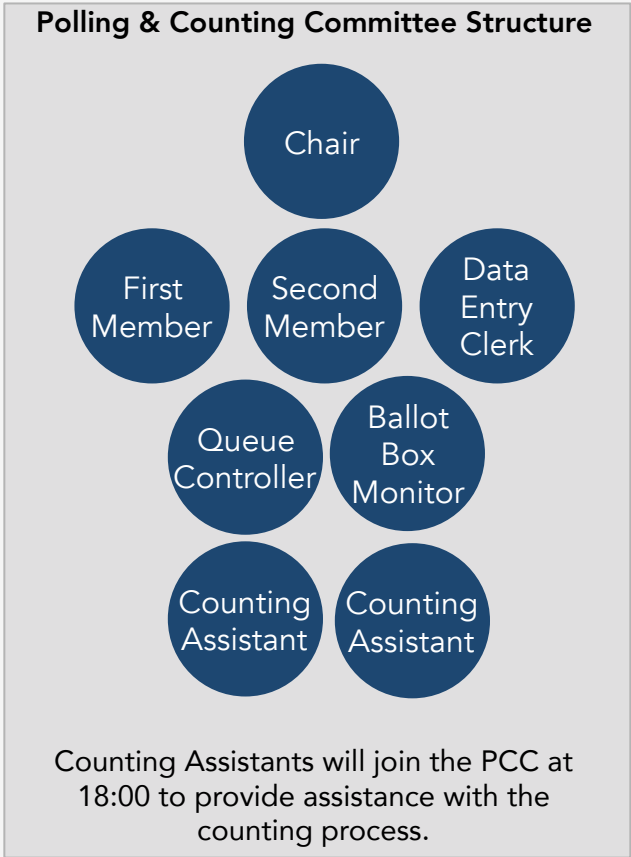 Polling & Counting Committee Structure
Chair
First
Member
Second
Member
Data
Entry
Clerk
Queue
Controller
Ballot
Box
Monitor
Counting
Assistant
Counting
Assistant
Counting Assistants will join the PCC at
18:00 to provide assistance with the
counting process.